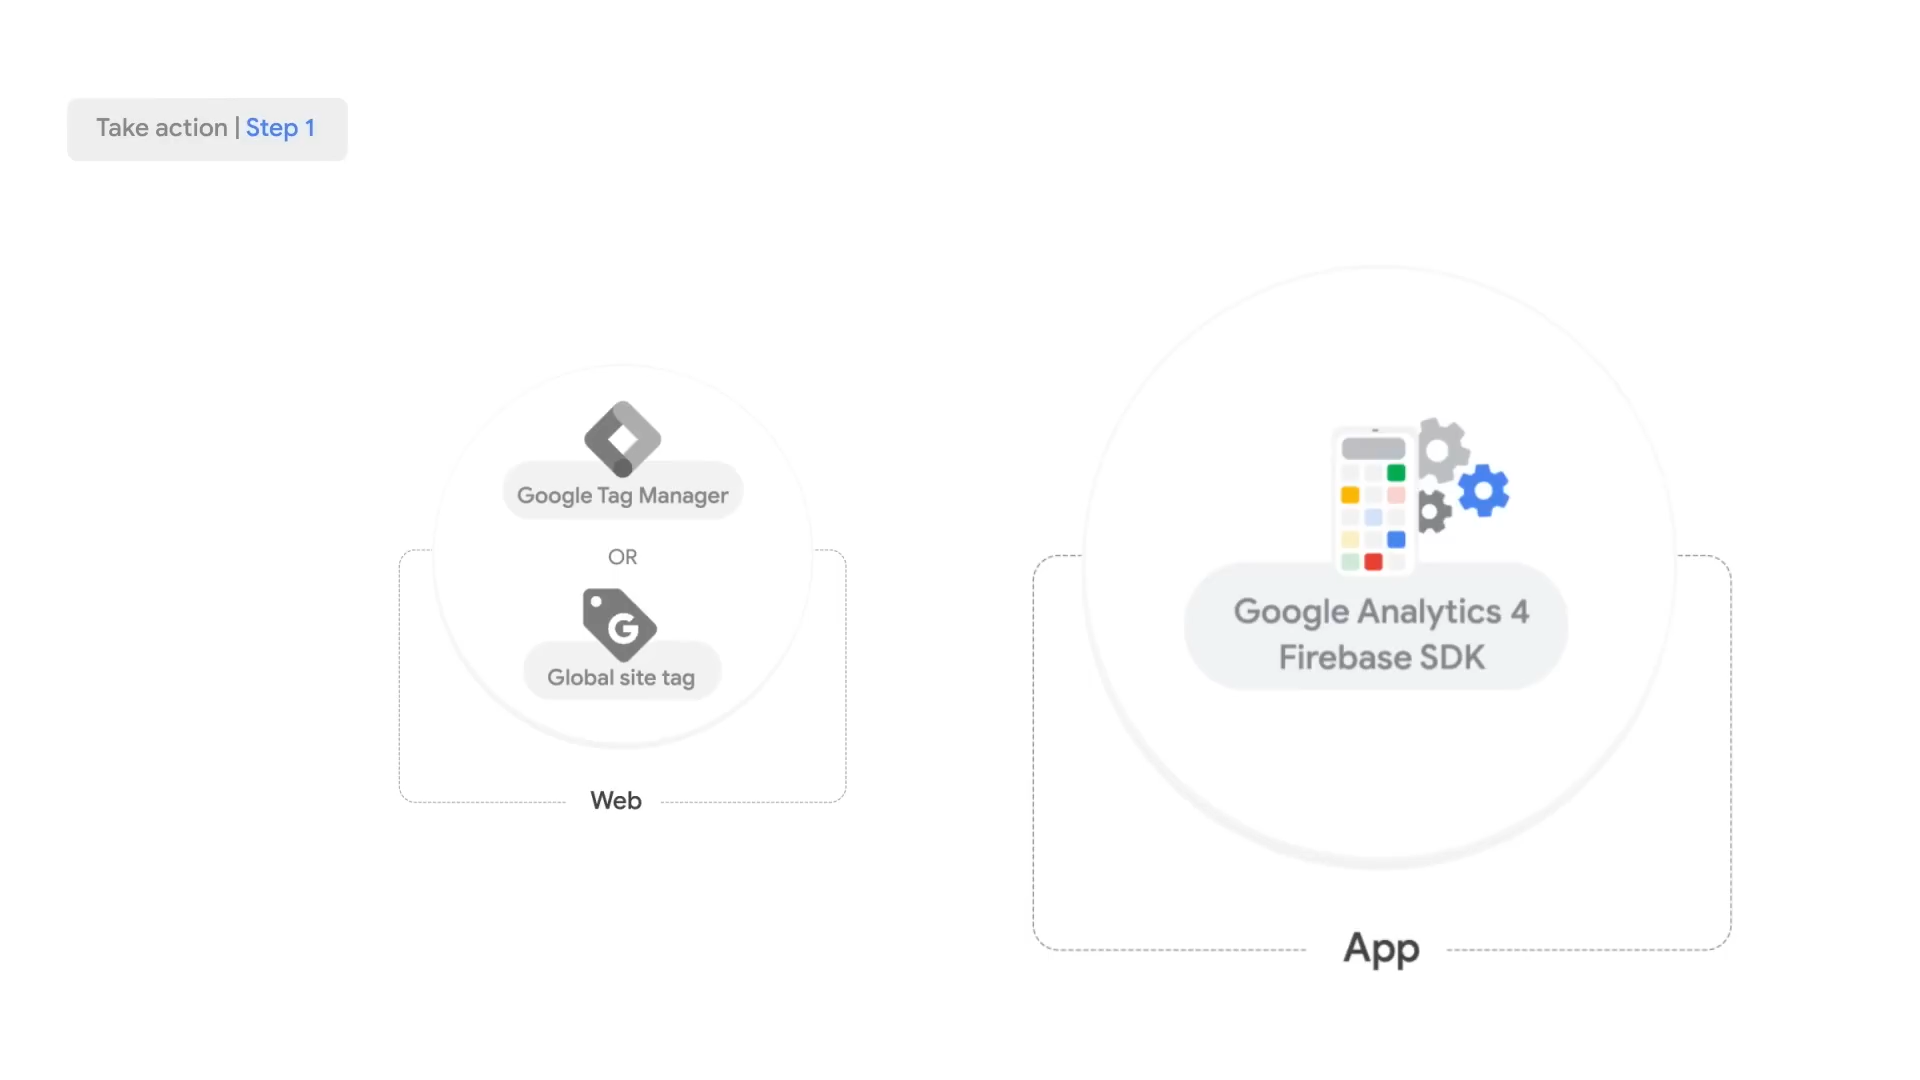 Take action | Step 1
Google Tag Manager
OR
G
Global site tag
Web
Google Analytics 4
Firebase SDK
App